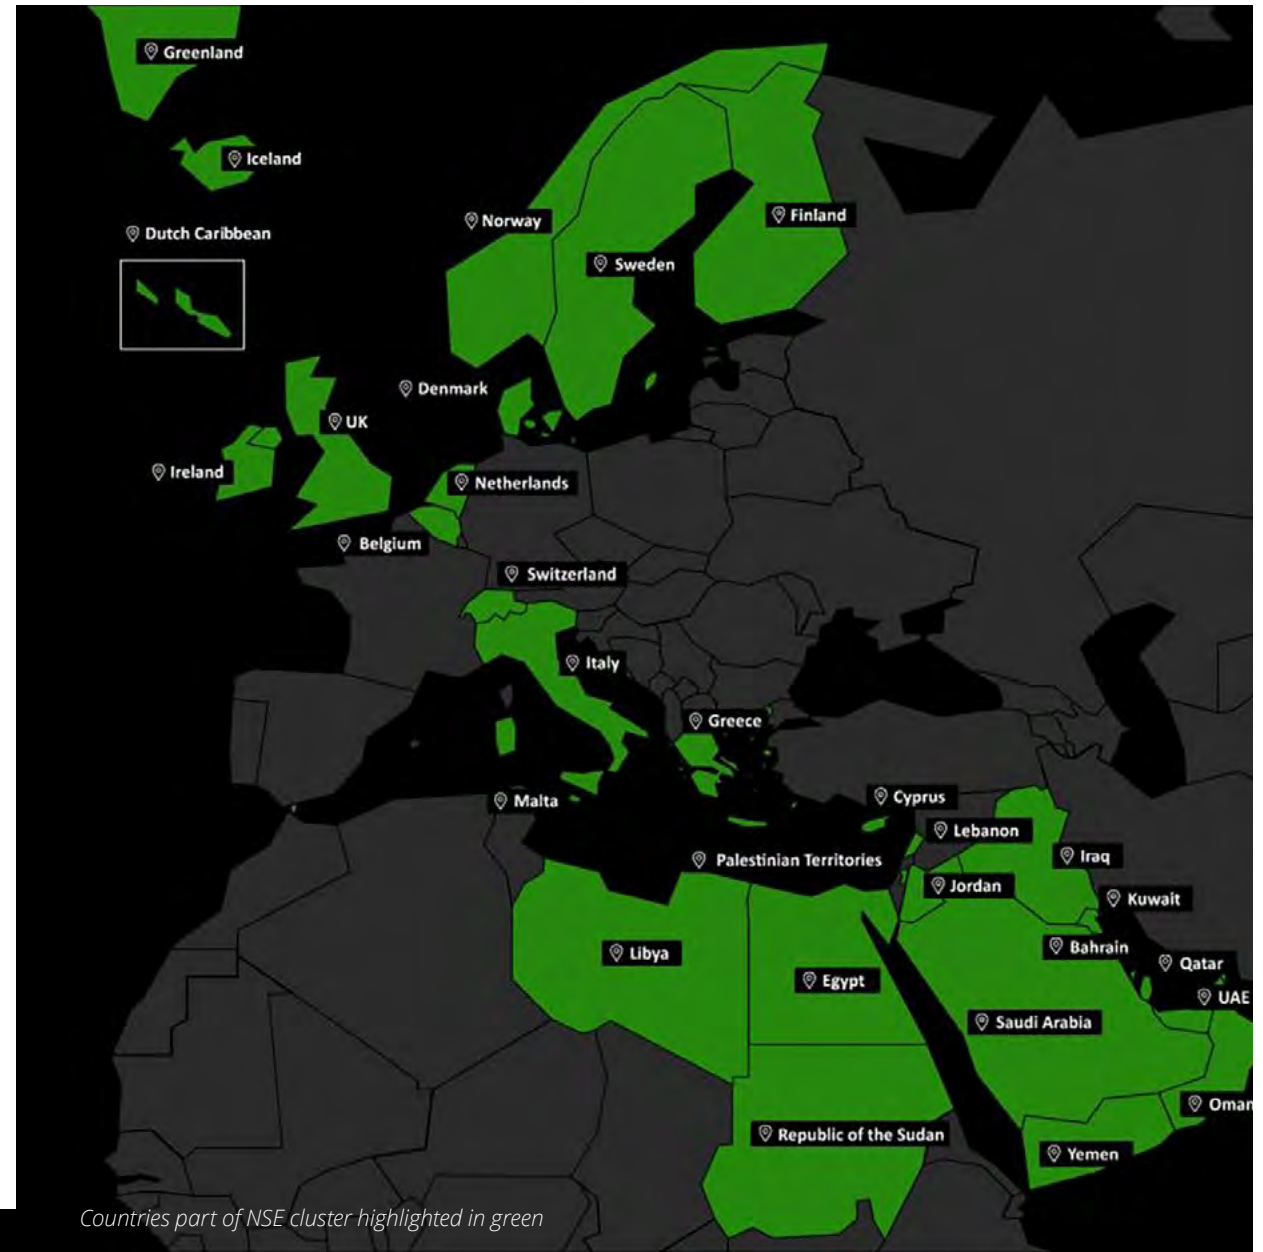 Greenland
Iceland
Dutch Caribbean
Norway
Finland
Sweden
Denmark
UK
Ireland
Netherlands
Belgium
Switzerland
Italy
Greece
Malta
Cyprus
Lebanon
Palestinian Territories
Iraq
Jordan
Kuwait
Libya
Bahrain
Qatar
Egypt
UAE
Saudi Arabia
Oman
Republic of the Sudan
Yemen
Countries part of NSE cluster highlighted in green